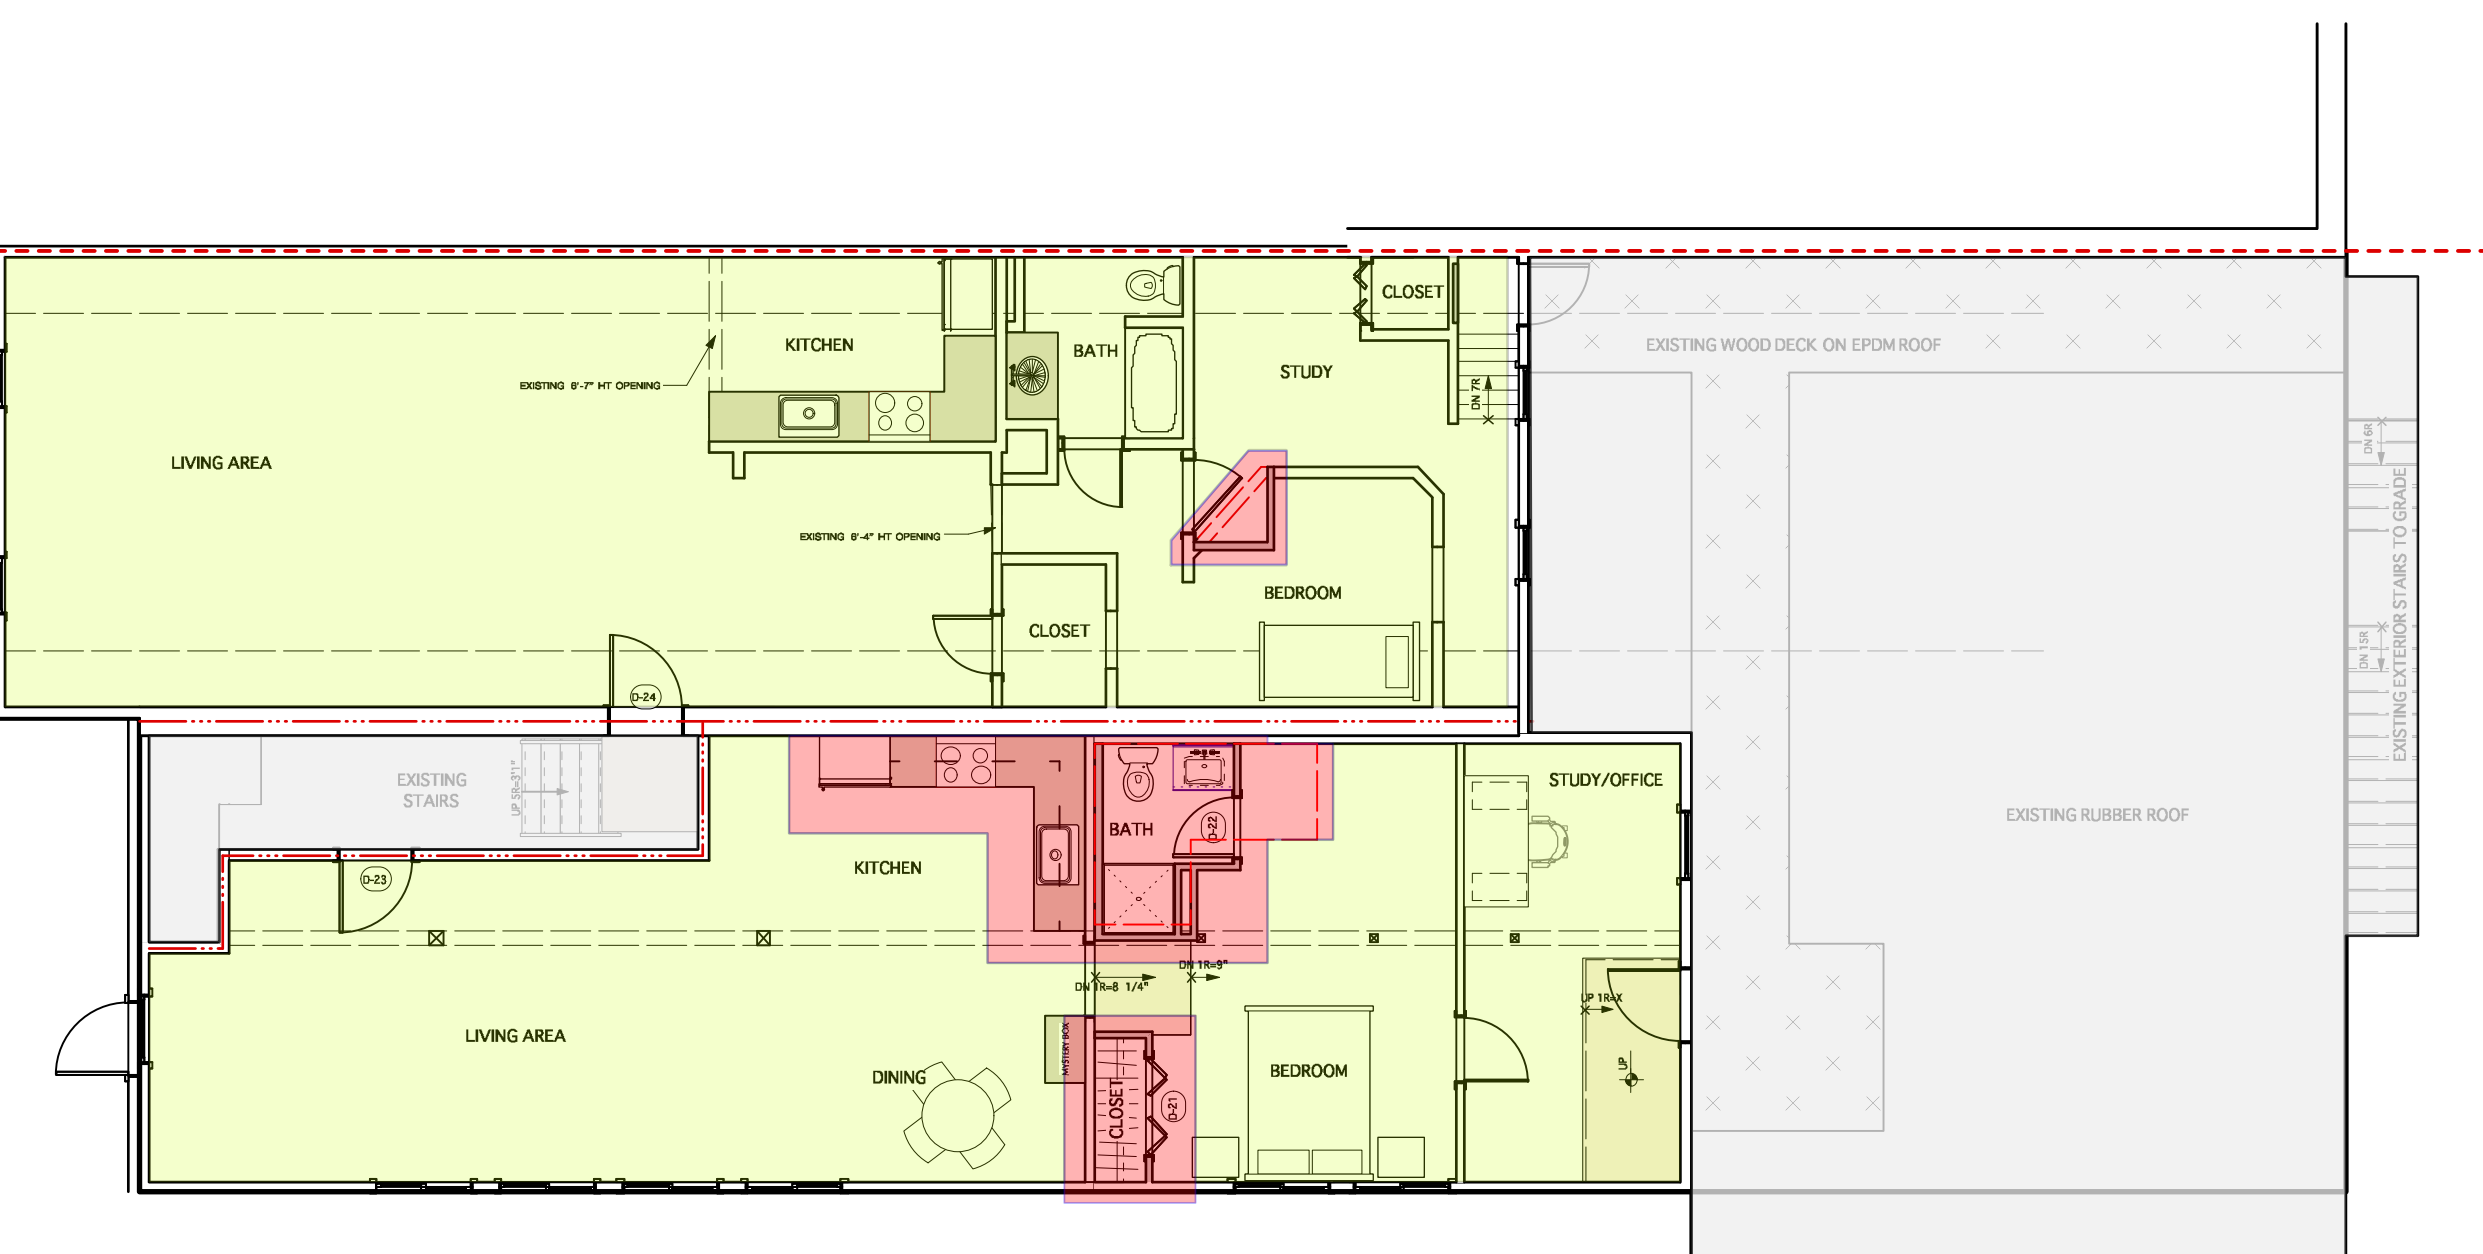 CLOSET
KITCHEN
BATH
EXISTING WOOD DECK ON EPDM ROOF
STUDY
EXISTING 6'-7" HT OPENING
DN 7R
DN 6R
LIVING AREA
EXISTING 6'-4" HT OPENING
EXISTING EXTERIOR STAIRS TO GRADE
BEDROOM
CLOSET
DN 15R
D-24
EXISTING
STAIRS
UP 5R=3'1"
STUDY/OFFICE
BATH
D-22
EXISTING RUBBER ROOF
KITCHEN
D-23
DN 1R=9"
DN 1R=8 1/4"
UP 1R=X
LIVING AREA
MYSTERY BOX
DINING
CLOSET
D-21
BEDROOM
UP